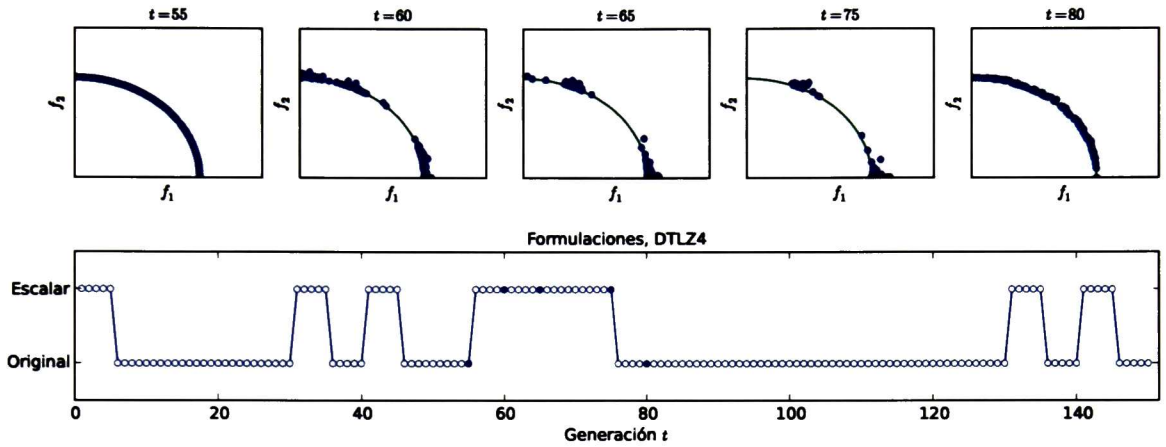 t=55
t=60
t=65
t=75
t=80
f₂
f₂
f₂
f₂
f₂
f₁
f₁
f₁
f₁
f₁
Formulaciones, DTLZ4
Escalar
Original
0 20 40 60 80 100 120 140
Generación t